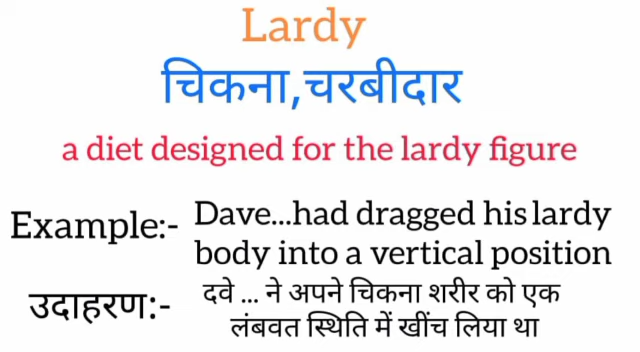 Lardy
चिकना,चरबीदार
a diet designed for the lardy figure
Example:- Dave...had dragged his lardy
body into a vertical position
उदाहरण:- दवे ... ने अपने चिकना शरीर को एक
लंबवत स्थिति में खींच लिया था